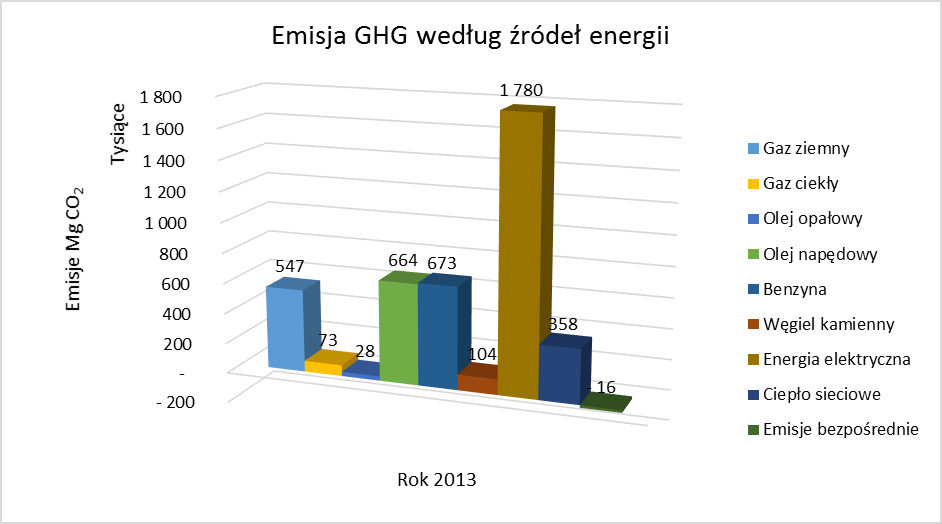 Emisja GHG według źródeł energii
Emisje Mg CO₂
Tysiące
1 800
1 600
1 400
1 200
1 000
800
600
400
200
-
- 200
547
73
28
664
673
104
1 780
358
- 16
Rok 2013
Gaz ziemny
Gaz ciekły
Olej opałowy
Olej napędowy
Benzyna
Węgiel kamienny
Energia elektryczna
Ciepło sieciowe
Emisje bezpośrednie